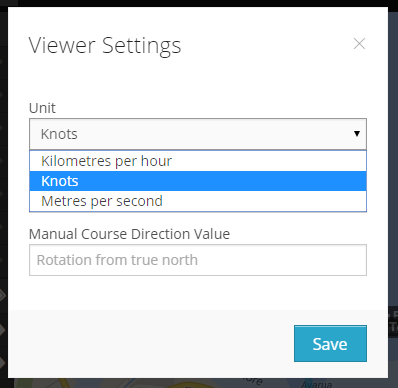 Viewer Settings
Unit
Knots
Kilometres per hour
Knots
Metres per second
Manual Course Direction Value
Rotation from true north
Save